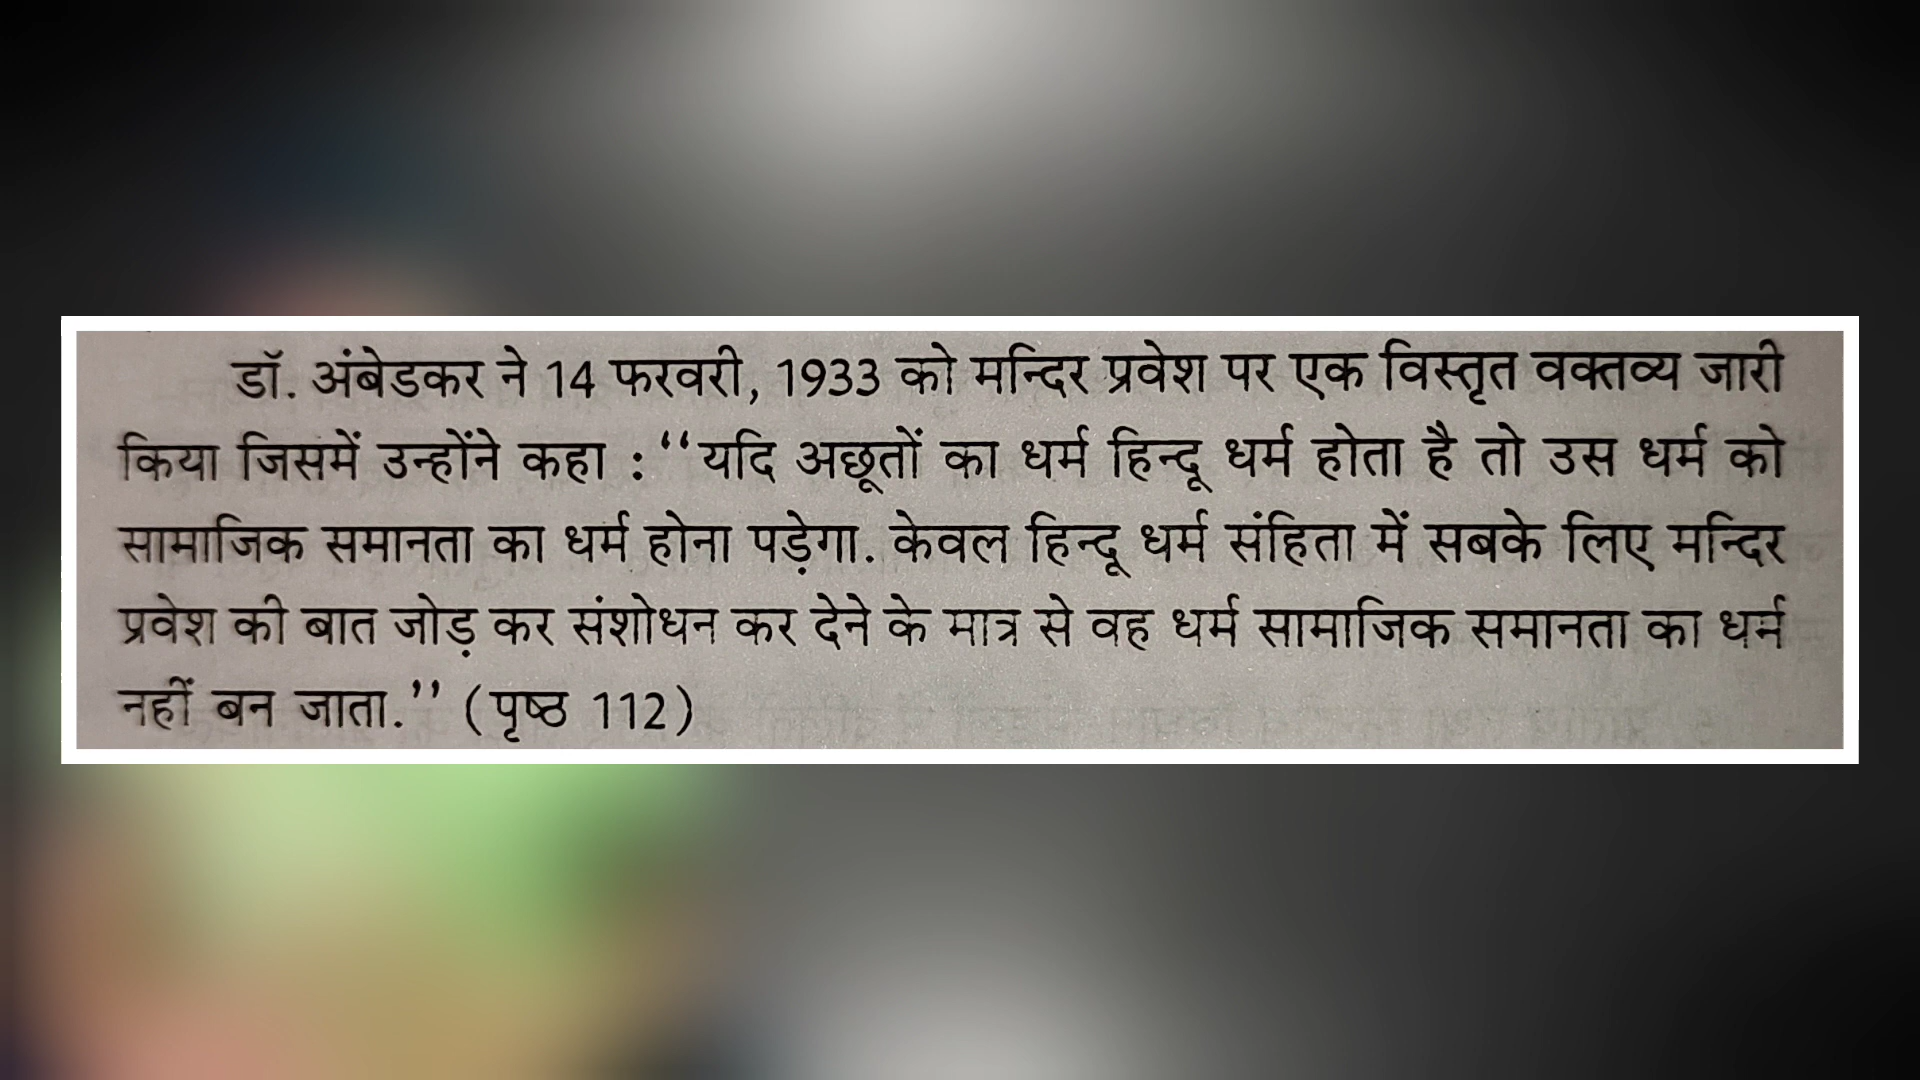 डॉ. अंबेडकर ने 14 फरवरी, 1933 को मन्दिर प्रवेश पर एक विस्तृत वक्तव्य जारी
किया जिसमें उन्होंने कहा : ‘‘यदि अछूतों का धर्म हिन्दू धर्म होता है तो उस धर्म को
सामाजिक समानता का धर्म होना पड़ेगा. केवल हिन्दू धर्म संहिता में सबके लिए मन्दिर
प्रवेश की बात जोड़ कर संशोधन कर देने के मात्र से वह धर्म सामाजिक समानता का धर्म
नहीं बन जाता.’’ (पृष्ठ 112)